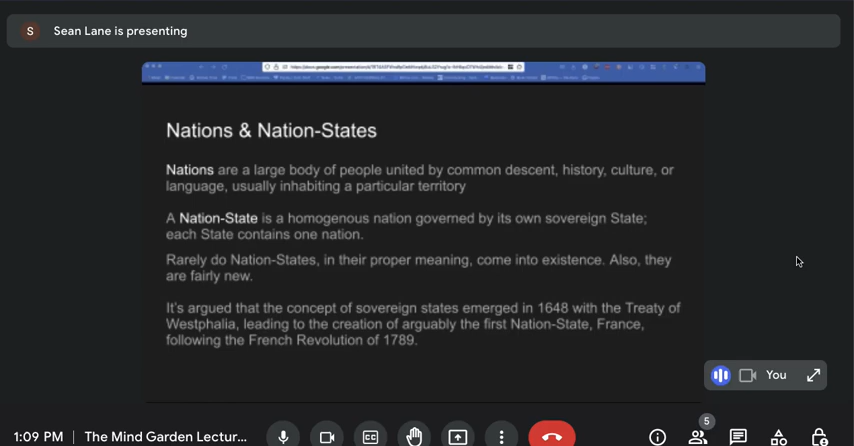 S Sean Lane is presenting
Nations & Nation-States
Nations are a large body of people united by common descent, history, culture, or
language, usually inhabiting a particular territory
A Nation-State is a homogenous nation governed by its own sovereign State;
each State contains one nation.
Rarely do Nation-States, in their proper meaning, come into existence. Also, they
are fairly new.
It's argued that the concept of sovereign states emerged in 1648 with the Treaty of
Westphalia, leading to the creation of arguably the first Nation-State, France,
following the French Revolution of 1789.
You
5
1:09 PM | The Mind Garden Lectur...
CC